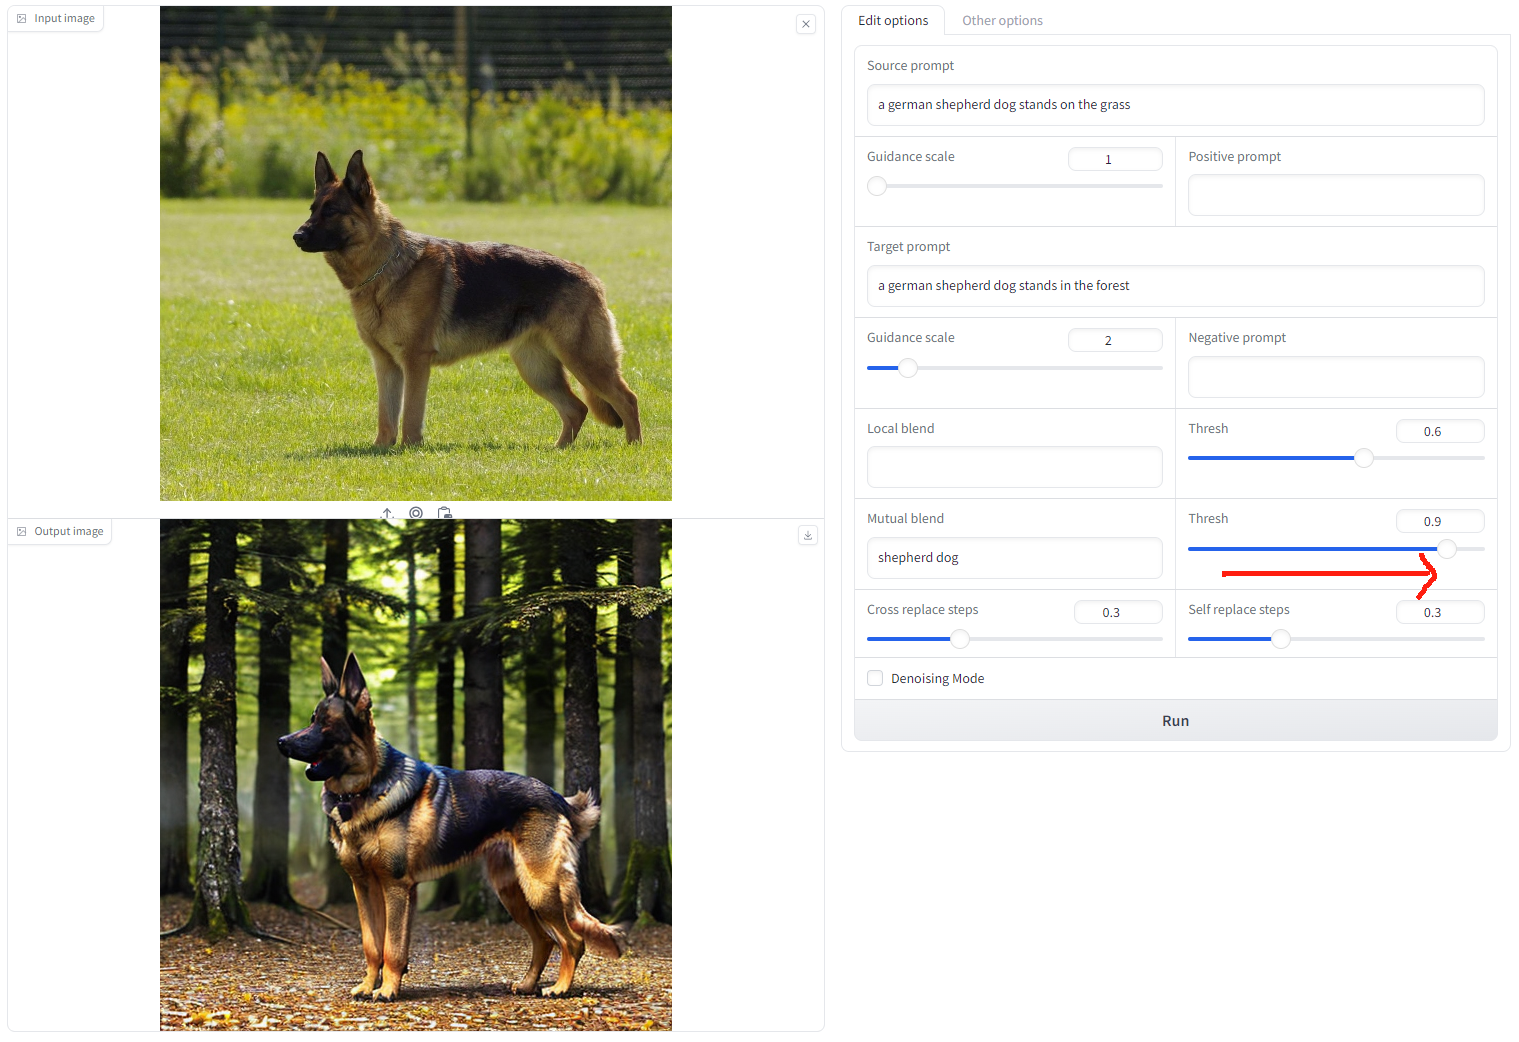 Input image
Output image
Edit options
Other options
Source prompt
a german shepherd dog stands on the grass
Guidance scale
1
Positive prompt
Target prompt
a german shepherd dog stands in the forest
Guidance scale
2
Negative prompt
Local blend
Thresh
0.6
Mutual blend
shepherd dog
Thresh
0.9
Cross replace steps
0.3
Self replace steps
0.3
Denoising Mode
Run